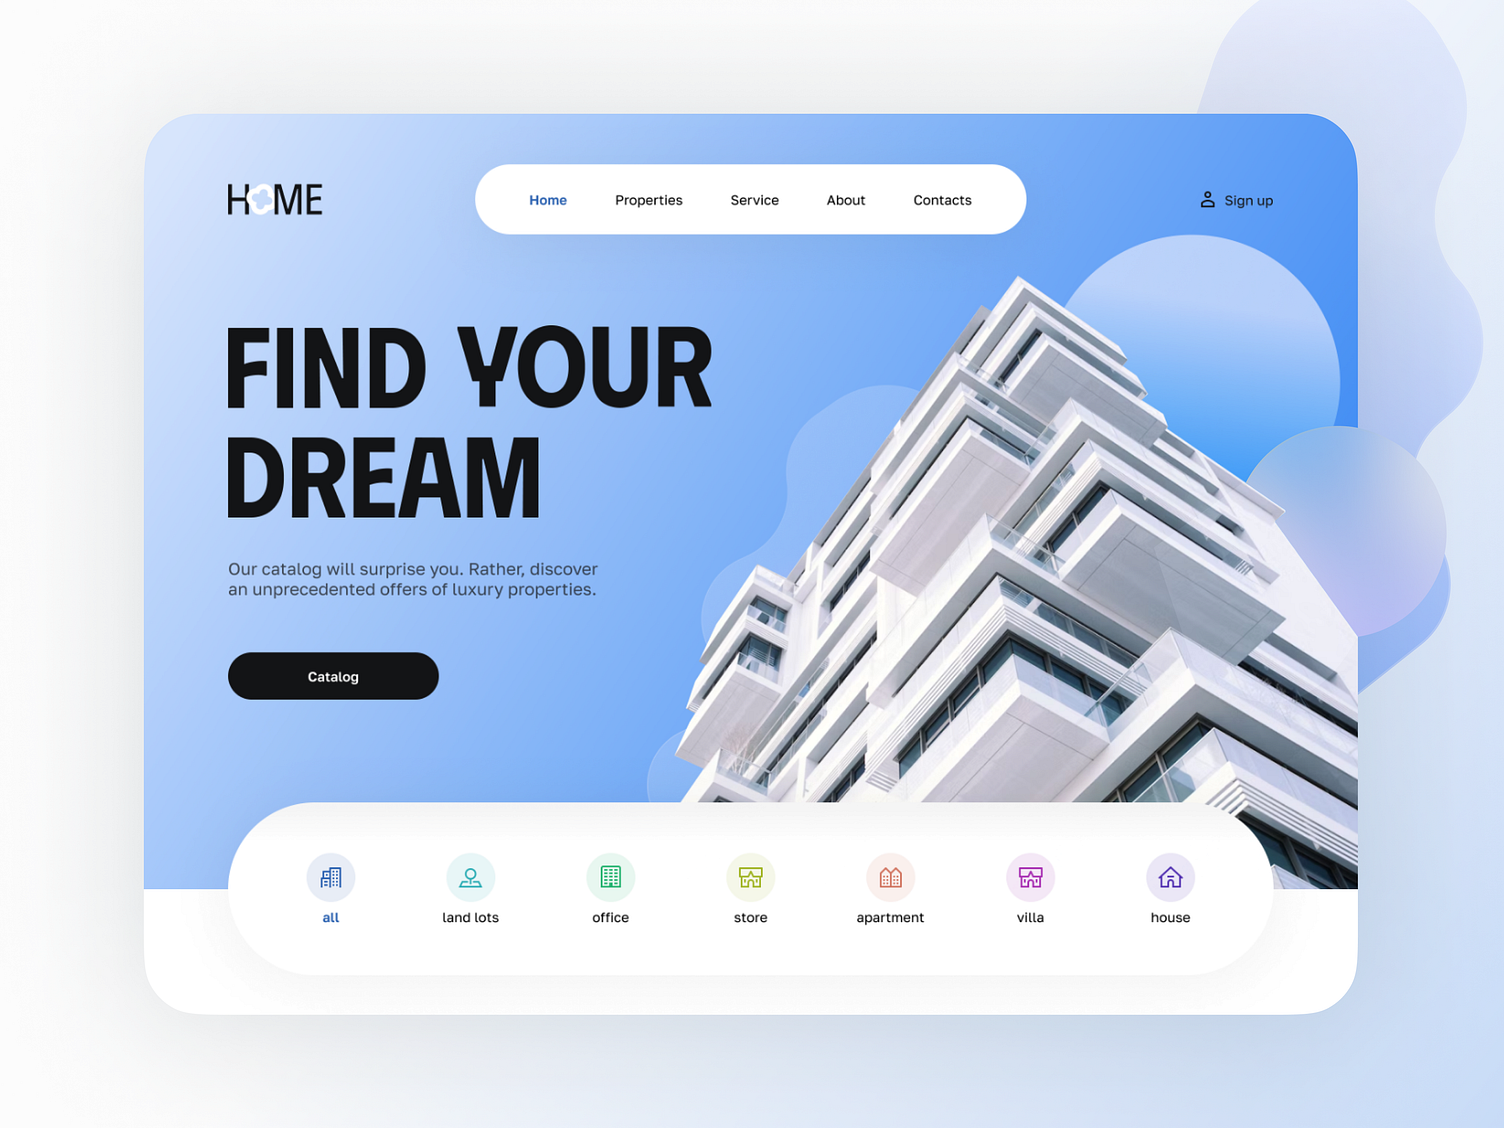 HOME
Home
Properties
Service
About
Contacts
Sign up
FIND YOUR
DREAM
Our catalog will surprise you. Rather, discover
an unprecedented offers of luxury properties.
Catalog
all
land lots
office
store
apartment
villa
house